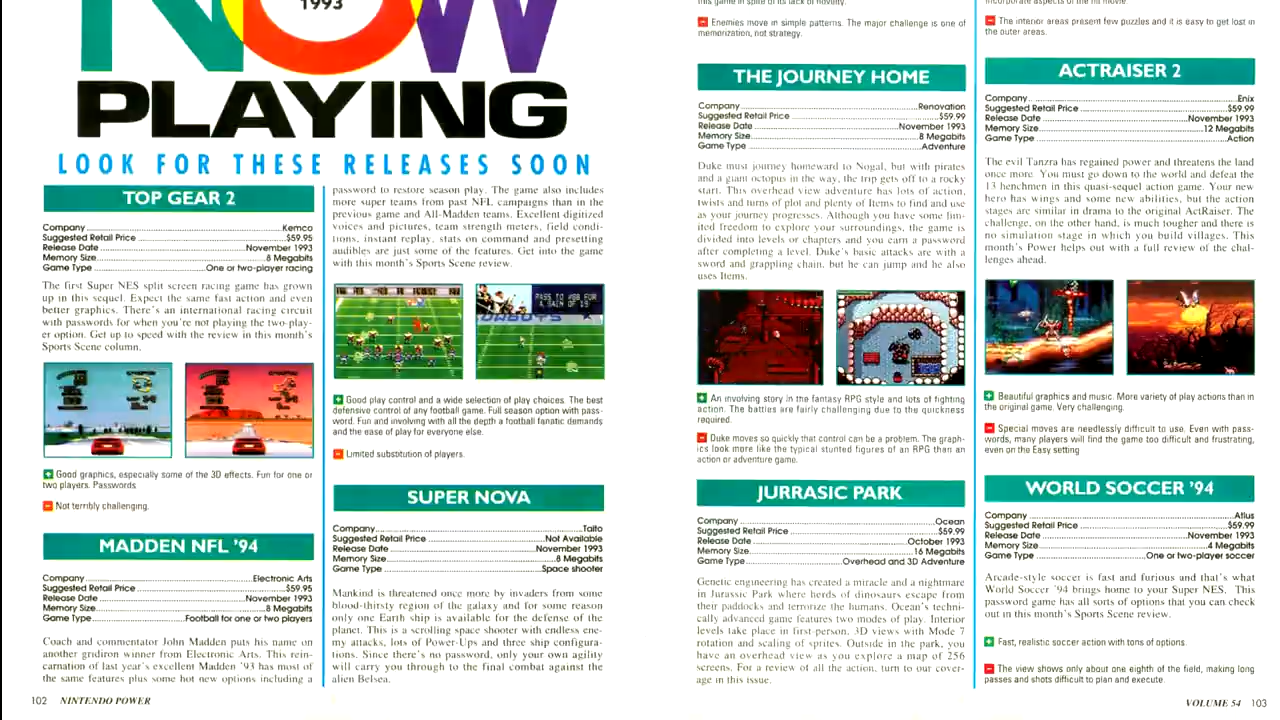 1993
NOW
PLAYING
LOOK FOR THESE RELEASES SOON
TOP GEAR 2
Company Kemco
Suggested Retail Price $59.95
Release Date November 1993
Memory Size 8 Megabits
Game Type One or two-player racing
The first Super NES split screen racing game has grown
up in this sequel. Expect the same fast action and even
better graphics. There's an international racing circuit
with passwords for when you're not playing the two-play-
er option. Get up to speed with the review in this month's
Sports Scene column.
Good graphics, especially some of the 3D effects. Fun for one or
two players. Passwords
Not terribly challenging.
MADDEN NFL '94
Company Electronic Arts
Suggested Retail Price $59.95
Release Date November 1993
Memory Size 8 Megabits
Game Type Football for one or two players
Coach and commentator John Madden puts his name on
another gridiron winner from Electronic Arts. This rein-
carnation of last year's excellent Madden '93 has most of
the same features plus some hot new options including a
102 NINTENDO POWER
password to restore season play. The game also includes
more super teams from past NFL campaigns than in the
previous game and All-Madden teams. Excellent digitized
voices and pictures, team strength meters, field condi-
tions, instant replay, stats on command and presetting
audibles are just some of the features. Get into the game
with this month's Sports Scene review.
PASS TO #88 FOR
A GAIN OF 19
Good play control and a wide selection of play choices. The best
defensive control of any football game. Full season option with pass-
word. Fun and involving with all the depth a football fanatic demands
and the ease of play for everyone else.
Limited substitution of players.
SUPER NOVA
Company Taito
Suggested Retail Price Not Available
Release Date November 1993
Memory Size 8 Megabits
Game Type Space shooter
Mankind is threatened once more by invaders from some
blood-thirsty region of the galaxy and for some reason
only one Earth ship is available for the defense of the
planet. This is a scrolling space shooter with endless ene-
my attacks, lots of Power-Ups and three ship configura-
tions. Since there's no password, only your own agility
will carry you through to the final combat against the
alien Belsea.
this game in spite of its lack of novelty.
Enemies move in simple patterns. The major challenge is one of
memorization, not strategy.
THE JOURNEY HOME
Company Renovation
Suggested Retail Price $59.99
Release Date November 1993
Memory Size 8 Megabits
Game Type Adventure
Duke must journey homeward to Nogal, but with pirates
and a giant octopus in the way, the trip gets off to a rocky
start. This overhead view adventure has lots of action,
twists and turns of plot and plenty of Items to find and use
as your journey progresses. Although you have some lim-
ited freedom to explore your surroundings, the game is
divided into levels or chapters and you earn a password
after completing a level. Duke's basic attacks are with a
sword and grappling chain, but he can jump and he also
uses Items.
An involving story in the fantasy RPG style and lots of fighting
action. The battles are fairly challenging due to the quickness
required.
Duke moves so quickly that control can be a problem. The graph-
ics look more like the typical stunted figures of an RPG than an
action or adventure game.
JURRASIC PARK
Company Ocean
Suggested Retail Price $59.99
Release Date October 1993
Memory Size 16 Megabits
Game Type Overhead and 3D Adventure
Genetic engineering has created a miracle and a nightmare
in Jurassic Park where herds of dinosaurs escape from
their paddocks and terrorize the humans. Ocean's techni-
cally advanced game features two modes of play. Interior
levels take place in first-person, 3D views with Mode 7
rotation and scaling of sprites. Outside in the park, you
have an overhead view as you explore a map of 256
screens. For a review of all the action, turn to our cover-
age in this issue.
incorporate aspects of the hit movie.
The interior areas present few puzzles and it is easy to get lost in
the outer areas.
ACTRAISER 2
Company Enix
Suggested Retail Price $59.99
Release Date November 1993
Memory Size 12 Megabits
Game Type Action
The evil Tanzra has regained power and threatens the land
once more. You must go down to the world and defeat the
13 henchmen in this quasi-sequel action game. Your new
hero has wings and some new abilities, but the action
stages are similar in drama to the original ActRaiser. The
challenge, on the other hand, is much tougher and there is
no simulation stage in which you build villages. This
month's Power helps out with a full review of the chal-
lenges ahead.
Beautiful graphics and music. More variety of play actions than in
the original game. Very challenging.
Special moves are needlessly difficult to use. Even with pass-
words, many players will find the game too difficult and frustrating,
even on the Easy setting
WORLD SOCCER '94
Company Atlus
Suggested Retail Price $59.99
Release Date November 1993
Memory Size 4 Megabits
Game Type One or two-player soccer
Arcade-style soccer is fast and furious and that's what
World Soccer '94 brings home to your Super NES. This
password game has all sorts of options that you can check
out in this month's Sports Scene review.
Fast, realistic soccer action with tons of options.
The view shows only about one eighth of the field, making long
passes and shots difficult to plan and execute.
VOLUME 54 103